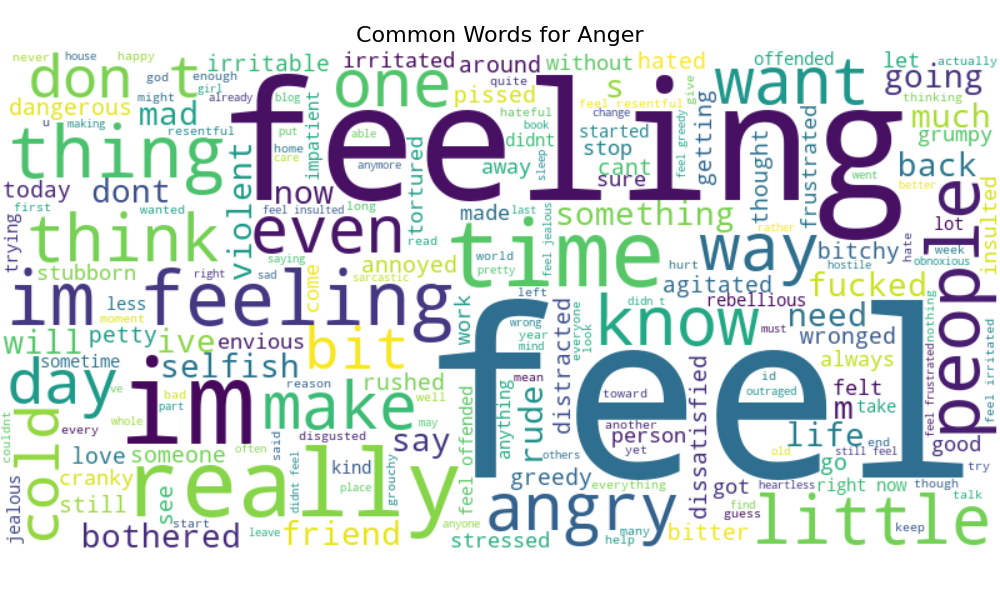 Common Words for Anger
never
house
happy
irritable
irritated
around
without
hated
offended
let
actually
don t
god
enough
girl
one
quite
pissed
s
feel resentful
give
want
going
dangerous
might
already
blog
impatient
feeling
hateful
book
change
thinking
mad
u
making
resentful
put
able
didnt
started
stop
getting
thought
frustrated
much
grumpy
thing
violent
home
care
anymore
tortured
away
sleep
cant
sure
feel greedy
went
back
better
today
dont
now
first
wanted
feel insulted
long
made
last
something
rather
people
lot
insulted
trying
think
even
saying
read
time
feel jealous
way
bitchy
hate
week
obnoxious
stubborn
right
sad
come
annoyed
sarcastic
world
pretty
hurt
agitated
hostile
fucked
im feeling
less
moment
left
work
wrong
year
mind
distracted
everyone
look
didn t
know
rebellious
must
need
wronged
nothing
feel irritated
feel frustrated
will
petty
ive
envious
bit
sometime
selfish
always
day
ve
bad
part
reason
im
make
rushed
well
mean
toward
id
outraged
felt
m
take
feel
cold
couldnt
whole
every
may
feel offended
anything
rude
another
person
yet
dissatisfied
life
end
still feel
good
love
someone
often
said
disgusted
say
others
old
go
try
jealous
cranky
still
see
really
didnt feel
kind
place
grouchy
greedy
everything
got
heartless
right now
though
talk
start
bothered
leave
friend
anyone
stressed
angry
many
help
find
guess
bitter
little
keep